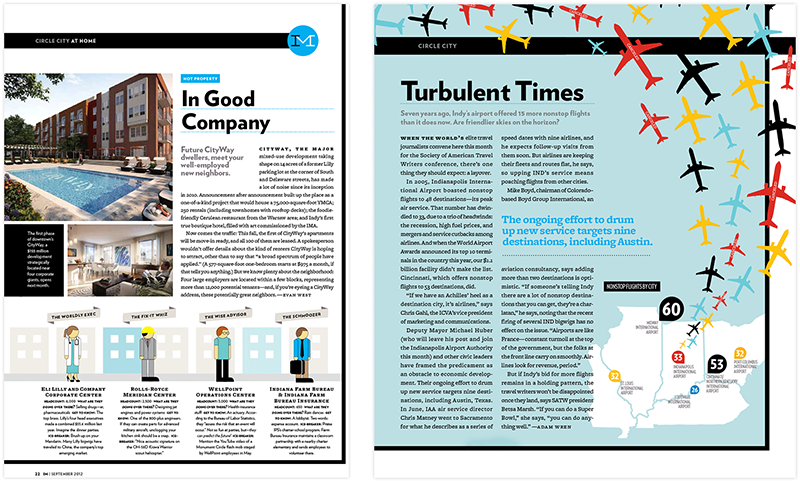 CIRCLE CITY AT HOME
IM
HOT PROPERTY
In Good
Company
Future CityWay
dwellers, meet your
well-employed
new neighbors.
CITYWAY, THE MAJOR
mixed-use development taking
shape on 14 acres of a former Lilly
parking lot at the corner of South
and Delaware streets, has made
a lot of noise since its inception
in 2010. Announcement after announcement built up the place as a
one-of-a-kind project that would house a 75,000-square-foot YMCA;
250 rentals (including townhomes with rooftop decks); the foodie-
friendly Cerulean restaurant from the Warsaw area; and Indy's first
true boutique hotel, filled with art commissioned by the IMA.
Now comes the traffic: This fall, the first of CityWay's apartments
will be move-in ready, and all 100 of them are leased. A spokesperson
wouldn't offer details about the kind of renters CityWay is hoping
to attract, other than to say that "a broad spectrum of people have
applied." (A 571-square-foot one-bedroom starts at $975 a month, if
that tells you anything.) But we know plenty about the neighborhood:
Four large employers are located within a few blocks, representing
more than 12,000 potential tenants—and, if you're eyeing a CityWay
address, these potentially great neighbors. —EVAN WEST
The first phase
of downtown's
CityWay, a
$155 million
development
strategically
located near
four corporate
giants, opens
next month.
THE WORLDLY EXEC
THE FIX-IT WHIZ
THE WISE ADVISOR
THE SCHMOOZER
ELI LILLY AND COMPANY
CORPORATE CENTER
ROLLS-ROYCE
MERIDIAN CENTER
WELLPOINT
OPERATIONS CENTER
INDIANA FARM BUREAU
& INDIANA FARM
BUREAU INSURANCE
32 IM | SEPTEMBER 2012
CIRCLE CITY
Turbulent Times
Seven years ago, Indy's airport offered 15 more nonstop flights
than it does now. Are friendlier skies on the horizon?
WHEN THE WORLD'S elite travel
journalists convene here this month
for the Society of American Travel
Writers conference, there's one
thing they should expect: a layover.
In 2005, Indianapolis Interna-
tional Airport boasted nonstop
flights to 48 destinations—its peak
air service. That number has dwin-
dled to 33, due to a trio of headwinds:
the recession, high fuel prices, and
mergers and service cutbacks among
airlines. And when the World Airport
Awards announced its top 10 termi-
nals in the country this year, our $1.1
billion facility didn't make the list.
Cincinnati, which offers nonstop
flights to 53 destinations, did.
"If we have an Achilles' heel as a
destination city, it's airlines," says
Chris Gahl, the ICVA's vice president
of marketing and communications.
Deputy Mayor Michael Huber
(who will leave his post and join
the Indianapolis Airport Authority
this month) and other civic leaders
have framed the predicament as
an obstacle to economic develop-
ment. Their ongoing effort to drum
up new service targets nine desti-
nations, including Austin, Texas.
In June, IAA air service director
Chris Matney went to Sacramento
for what he describes as a series of
speed dates with nine airlines, and
he expects follow-up visits from
them soon. But airlines are keeping
their fleets and routes flat, he says,
so upping IND's service means
poaching flights from other cities.
Mike Boyd, chairman of Colorado-
based Boyd Group International, an
The ongoing effort to drum
up new service targets nine
destinations, including Austin.
aviation consultancy, says adding
more than two destinations is opti-
mistic. "If someone's telling Indy
there are a lot of nonstop destina-
tions that you can get, they're a char-
latan," he says, noting that the recent
firing of several IND bigwigs has no
effect on the issue. "Airports are like
France—constant turmoil at the top
of the government, but the folks at
the front line carry on smoothly. Air-
lines look for revenue, period."
But if Indy's bid for more flights
remains in a holding pattern, the
travel writers won't be disappointed
once they land, says SATW president
Betsa Marsh. "If you can do a Super
Bowl," she says, "you can do any-
thing well." —ADAM WREN
NONSTOP FLIGHTS BY CITY
60
MIDWAY
INTERNATIONAL
AIRPORT
32
ST. LOUIS
INTERNATIONAL
AIRPORT
33
INDIANAPOLIS
INTERNATIONAL
AIRPORT
53
26
LOUISVILLE
INTERNATIONAL
AIRPORT
32
PORT COLUMBUS
INTERNATIONAL
AIRPORT